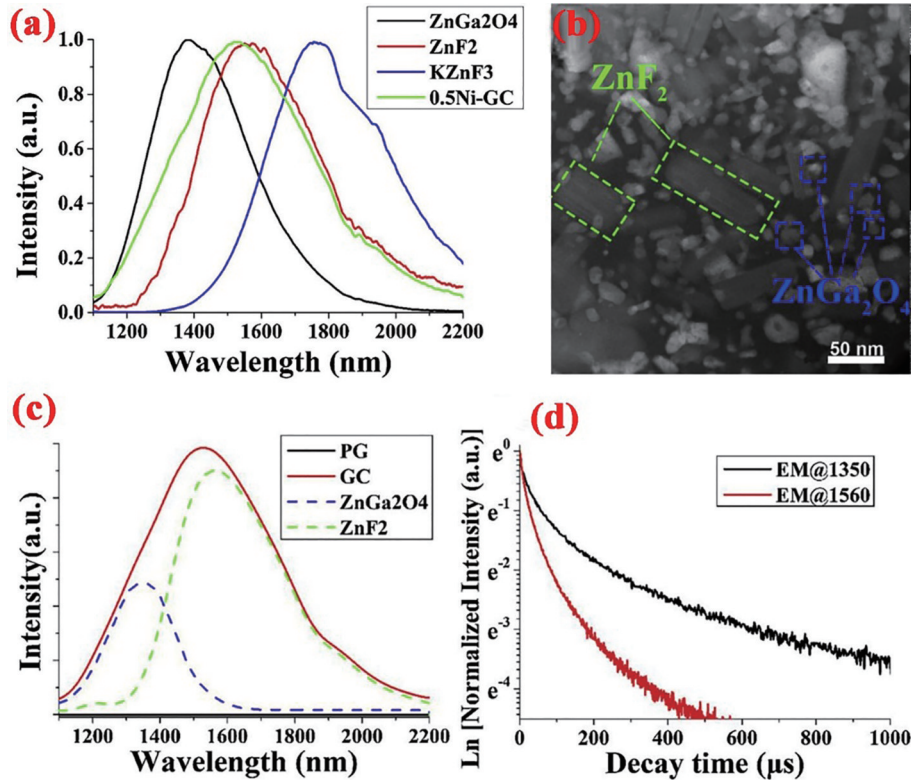 (a)
ZnGa2O4
ZnF2
KZnF3
0.5Ni-GC
Intensity (a.u.)
1.0
0.8
0.6
0.4
0.2
0.0
1200 1400 1600 1800 2000 2200
Wavelength (nm)
(b)
ZnF₂
ZnGa₂O₄
50 nm
(c)
PG
GC
ZnGa2O4
ZnF2
Intensity(a.u.)
1200 1400 1600 1800 2000 2200
Wavelength (nm)
(d)
EM@1350
EM@1560
Ln [Normalized Intensity (a.u.)]
e⁰
e⁻¹
e⁻²
e⁻³
e⁻⁴
0 200 400 600 800 1000
Decay time (µs)